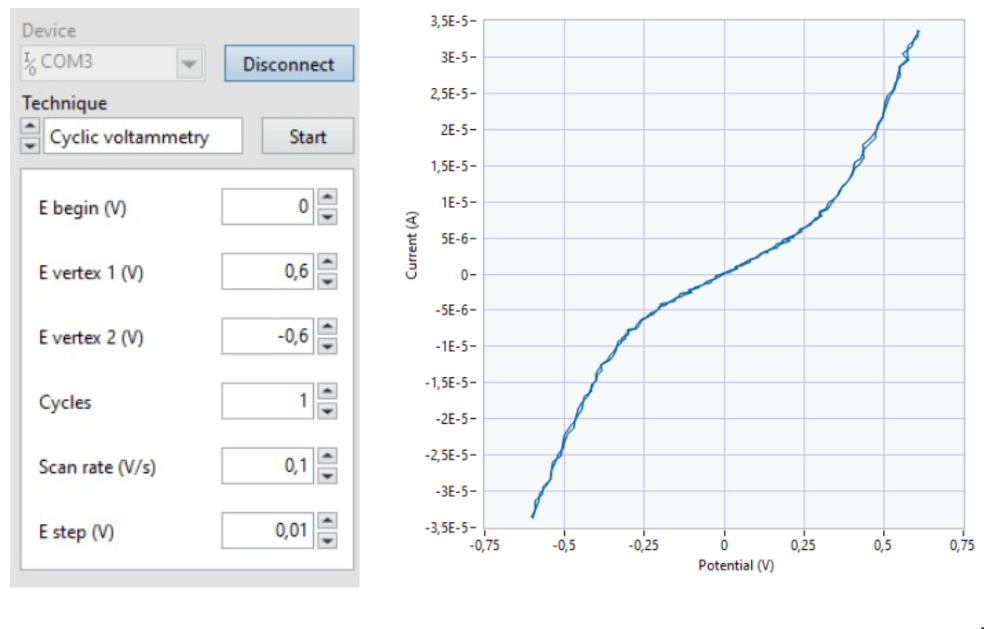 Device
I/O COM3
Disconnect
Technique
Cyclic voltammetry
Start
E begin (V)
0
E vertex 1 (V)
0,6
E vertex 2 (V)
-0,6
Cycles
1
Scan rate (V/s)
0,1
E step (V)
0,01
Current (A)
3,5E-5
3E-5
2,5E-5
2E-5
1,5E-5
1E-5
5E-6
0
-5E-6
-1E-5
-1,5E-5
-2E-5
-2,5E-5
-3E-5
-3,5E-5
-0,75 -0,5 -0,25 0 0,25 0,5 0,75
Potential (V)